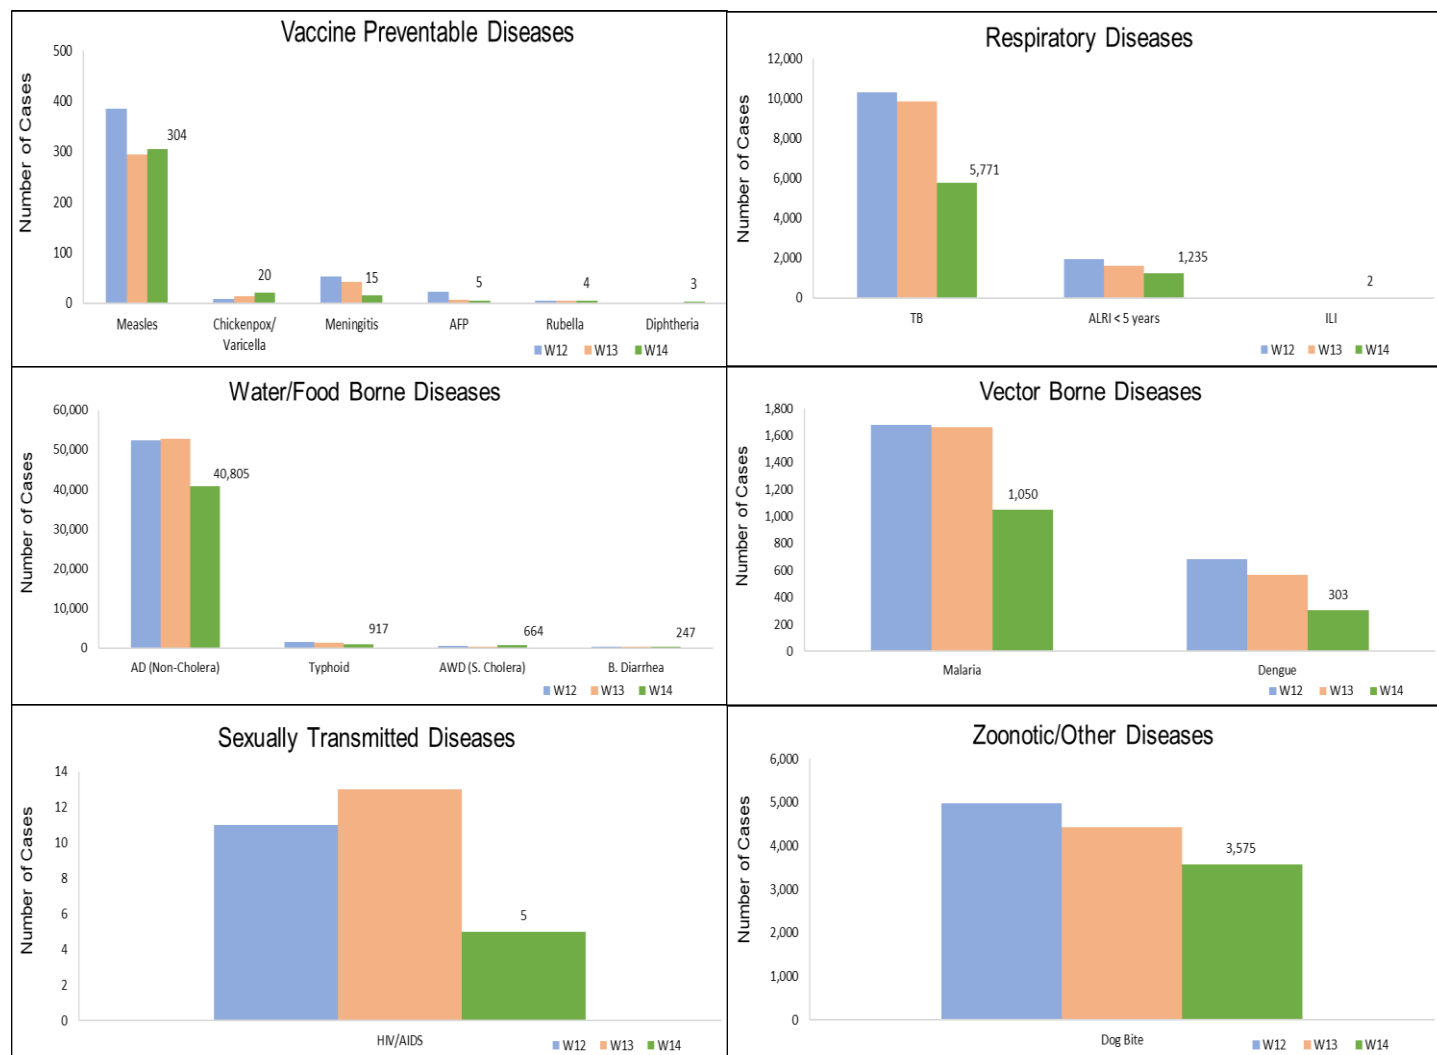 Vaccine Preventable Diseases
Number of Cases
500
400
300
200
100
0
304
20
15
5
4
3
Measles
Chickenpox/
Varicella
Meningitis
AFP
Rubella
Diphtheria
W12 W13 W14
Respiratory Diseases
Number of Cases
12,000
10,000
8,000
6,000
4,000
2,000
0
5,771
1,235
2
TB
ALRI < 5 years
ILI
W12 W13 W14
Water/Food Borne Diseases
Number of Cases
60,000
50,000
40,000
30,000
20,000
10,000
0
40,805
917
664
247
AD (Non-Cholera)
Typhoid
AWD (S. Cholera)
B. Diarrhea
W12 W13 W14
Vector Borne Diseases
Number of Cases
1,800
1,600
1,400
1,200
1,000
800
600
400
200
0
1,050
303
Malaria
Dengue
W12 W13 W14
Sexually Transmitted Diseases
Number of Cases
14
12
10
8
6
4
2
0
5
HIV/AIDS
W12 W13 W14
Zoonotic/Other Diseases
Number of Cases
6,000
5,000
4,000
3,000
2,000
1,000
0
3,575
Dog Bite
W12 W13 W14